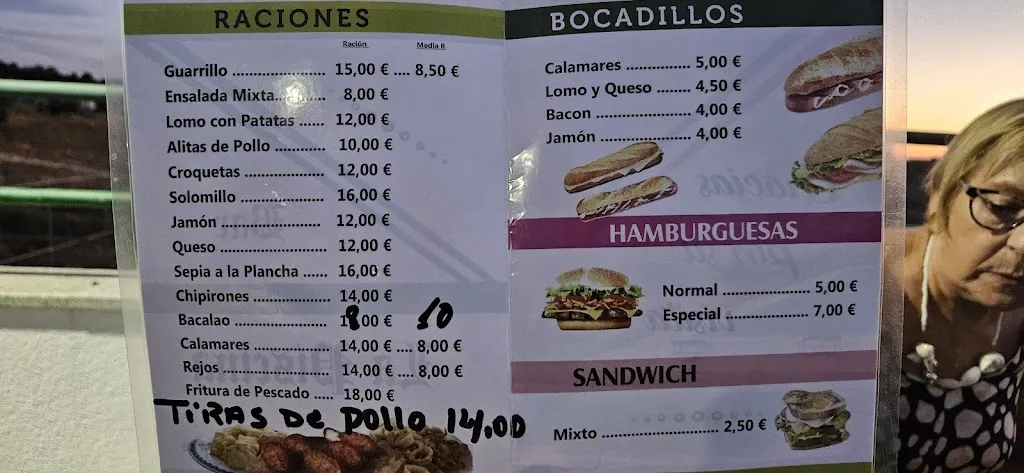 RACIONES
Ración Media R
Guarrillo ...................... 15,00 € .... 8,50 €
Ensalada Mixta............ 8,00 €
Lomo con Patatas ...... 12,00 €
Alitas de Pollo ............ 10,00 €
Croquetas .................. 12,00 €
Solomillo .................... 16,00 €
Jamón ........................ 12,00 €
Queso ........................ 12,00 €
Sepia a la Plancha ...... 16,00 €
Chipirones .................. 14,00 €
Bacalao ...................... 18,00 € 10
Calamares .................. 14,00 € .... 8,00 €
Rejos .......................... 14,00 € .... 8,00 €
Fritura de Pescado ..... 18,00 €
TiRAS De pollo 14,00
BOCADILLOS
Calamares ............... 5,00 €
Lomo y Queso ........ 4,50 €
Bacon ..................... 4,00 €
Jamón ..................... 4,00 €
HAMBURGUESAS
Normal ..................... 5,00 €
Especial ..................... 7,00 €
SANDWICH
Mixto ............................. 2,50 €